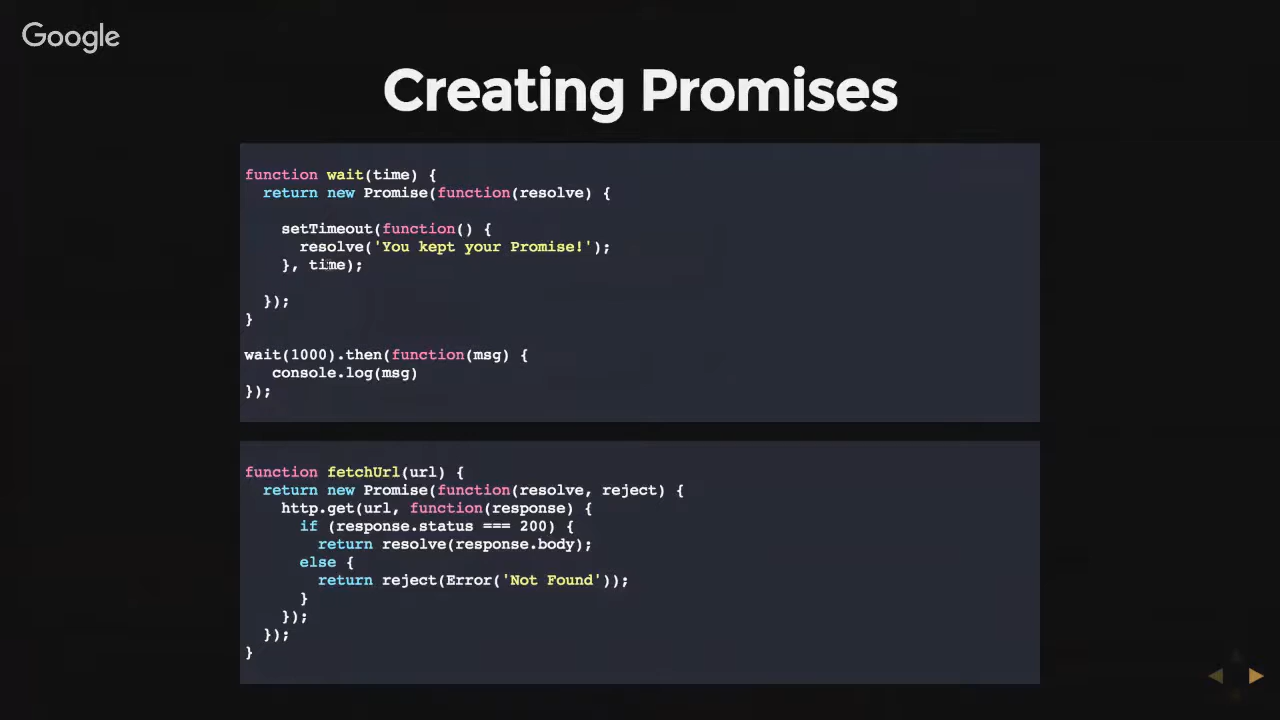 Google
Creating Promises
function wait(time) {
  return new Promise(function(resolve) {
    setTimeout(function() {
      resolve('You kept your Promise!');
    }, time);
  });
}
wait(1000).then(function(msg) {
   console.log(msg)
});
function fetchUrl(url) {
  return new Promise(function(resolve, reject) {
    http.get(url, function(response) {
      if (response.status === 200) {
        return resolve(response.body);
      else {
        return reject(Error('Not Found'));
      }
    });
  });
}